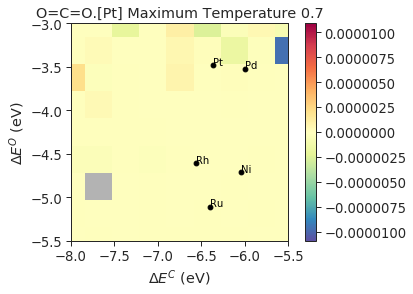 O=C=O.[Pt] Maximum Temperature 0.7
−3.0
−3.5
−4.0
−4.5
−5.0
−5.5
ΔE^O (eV)
Pt
Pd
Rh
Ni
Ru
−8.0 −7.5 −7.0 −6.5 −6.0 −5.5
ΔE^C (eV)
0.0000100
0.0000075
0.0000050
0.0000025
0.0000000
−0.0000025
−0.0000050
−0.0000075
−0.0000100